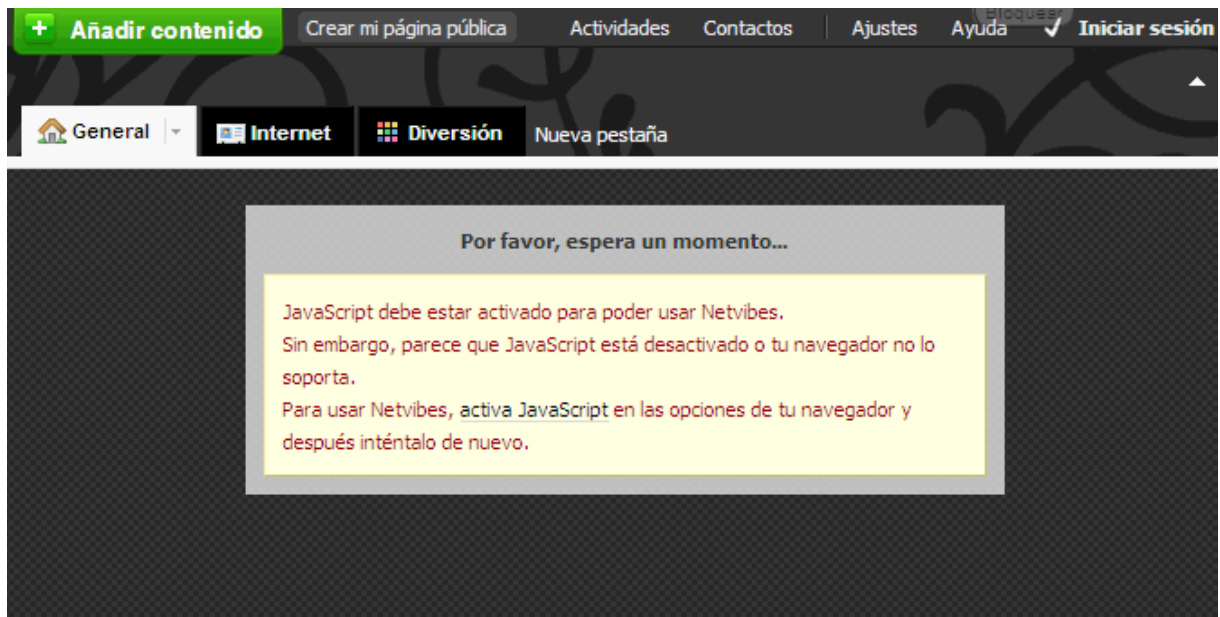 Añadir contenido Crear mi página pública Actividades Contactos Ajustes Ayuda Bloquear Iniciar sesión
General Internet Diversión Nueva pestaña
Por favor, espera un momento...
JavaScript debe estar activado para poder usar Netvibes.
Sin embargo, parece que JavaScript está desactivado o tu navegador no lo
soporta.
Para usar Netvibes, activa JavaScript en las opciones de tu navegador y
después inténtalo de nuevo.